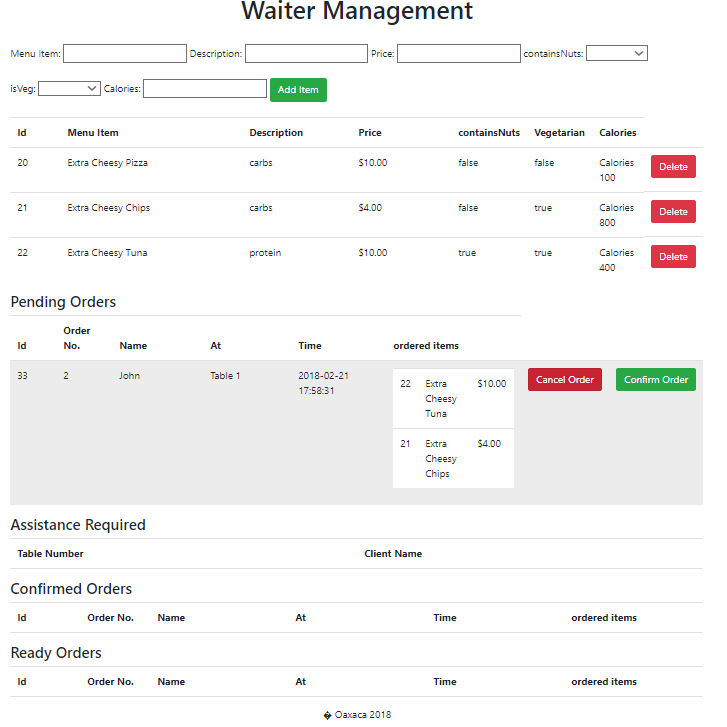 Waiter Management
Menu Item: Description: Price: containsNuts:
isVeg: Calories: Add Item
Id Menu Item Description Price containsNuts Vegetarian Calories
20 Extra Cheesy Pizza carbs $10.00 false false Calories 100 Delete
21 Extra Cheesy Chips carbs $4.00 false true Calories 800 Delete
22 Extra Cheesy Tuna protein $10.00 true true Calories 400 Delete
Pending Orders
Id Order No. Name At Time ordered items
33 2 John Table 1 2018-02-21 17:58:31 22 Extra Cheesy Tuna $10.00 Cancel Order Confirm Order
21 Extra Cheesy Chips $4.00
Assistance Required
Table Number Client Name
Confirmed Orders
Id Order No. Name At Time ordered items
Ready Orders
Id Order No. Name At Time ordered items
� Oaxaca 2018